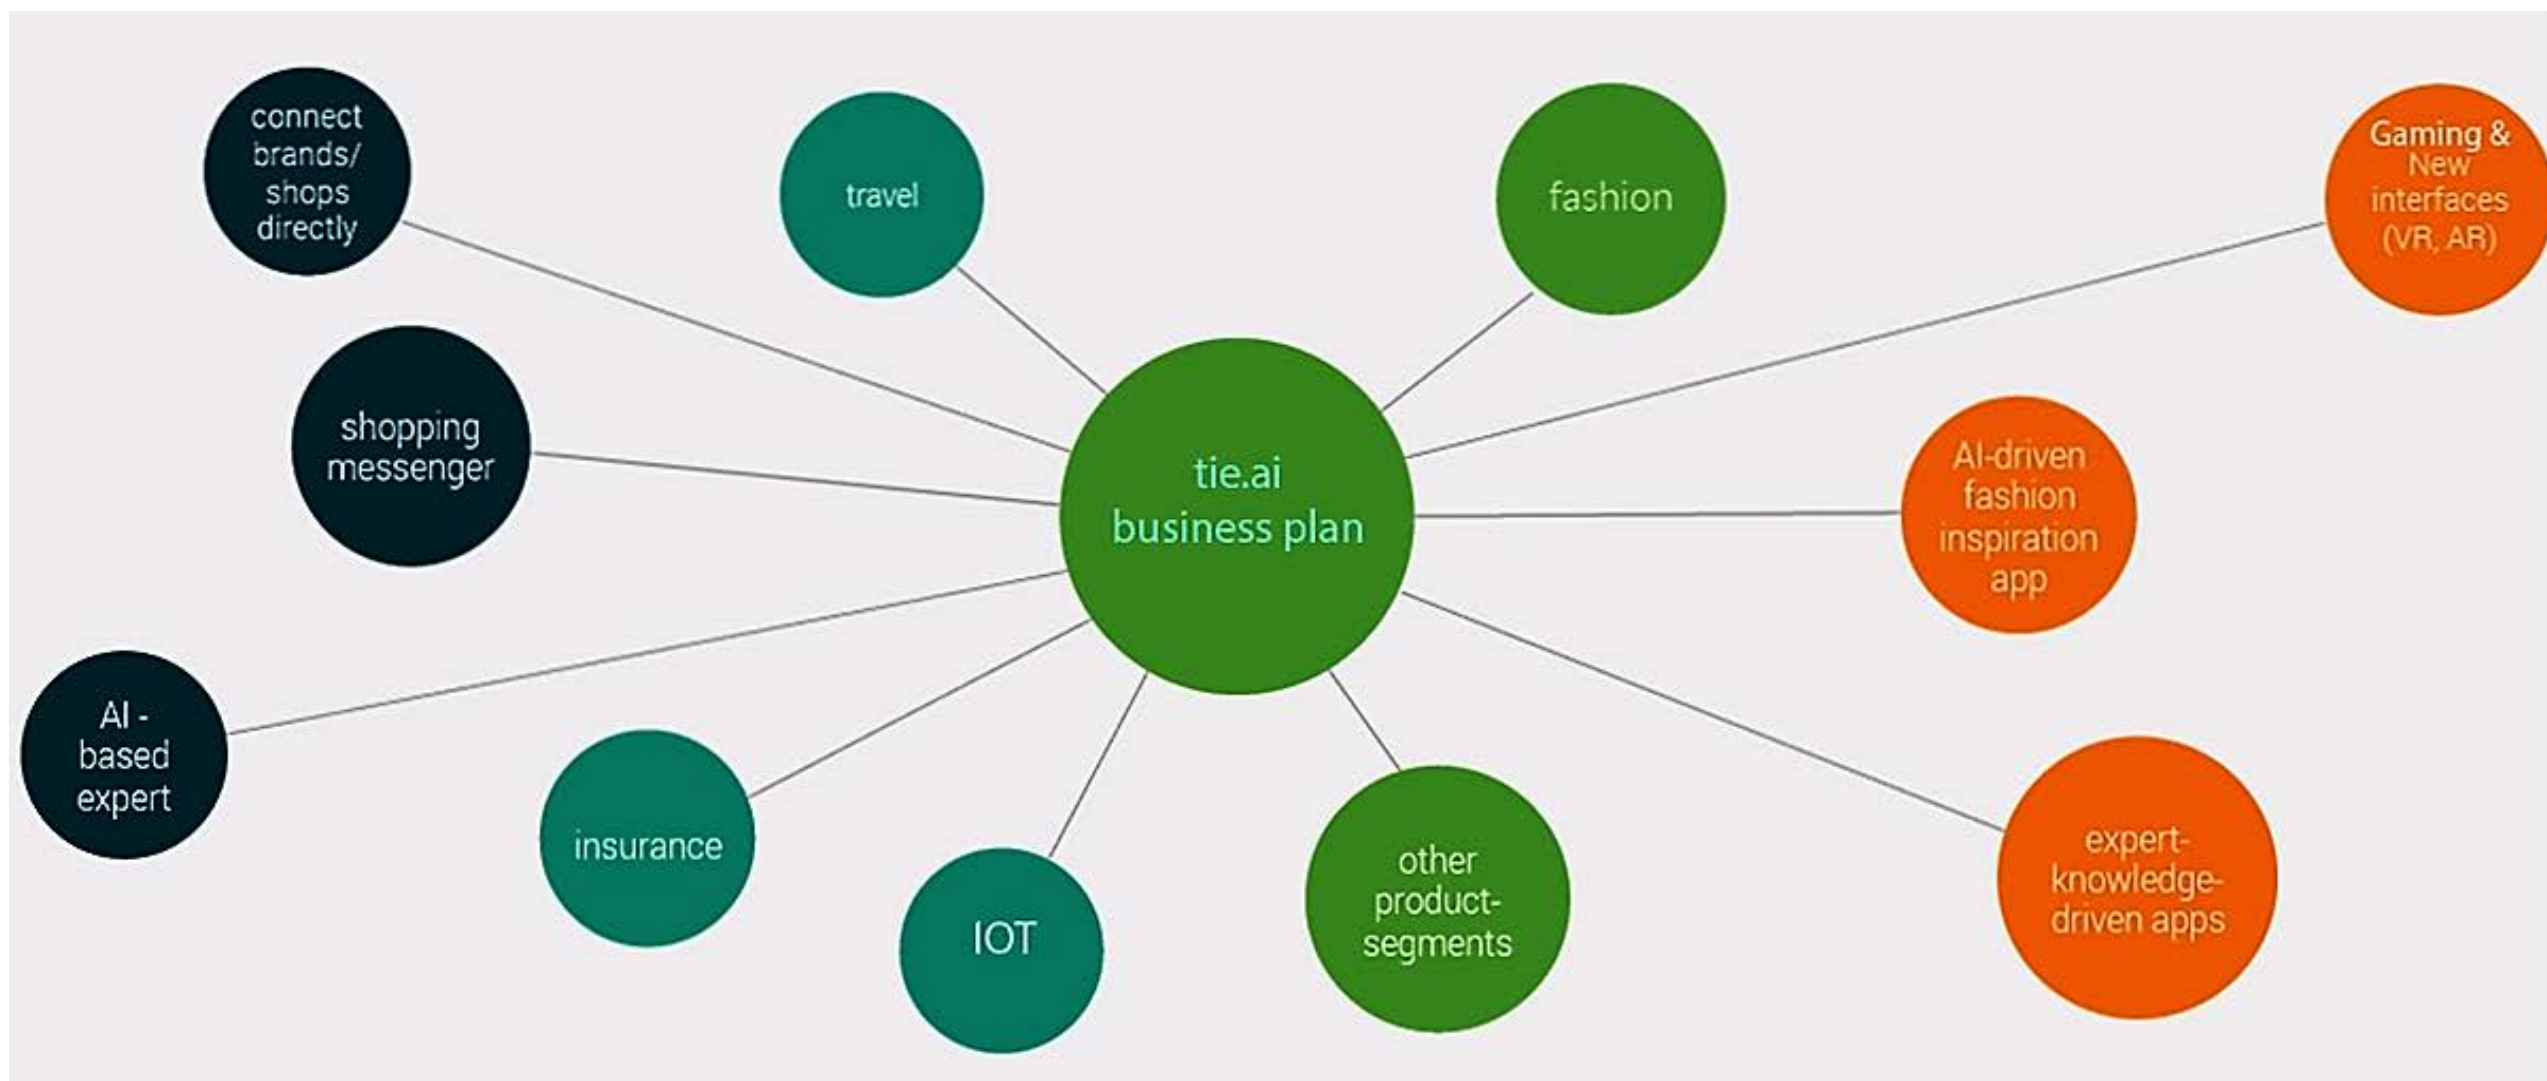 connect
brands/
shops
directly
travel
fashion
Gaming &
New
interfaces
(VR, AR)
shopping
messenger
tie.ai
business plan
AI-driven
fashion
inspiration
app
AI -
based
expert
insurance
IOT
other
product-
segments
expert-
knowledge-
driven apps